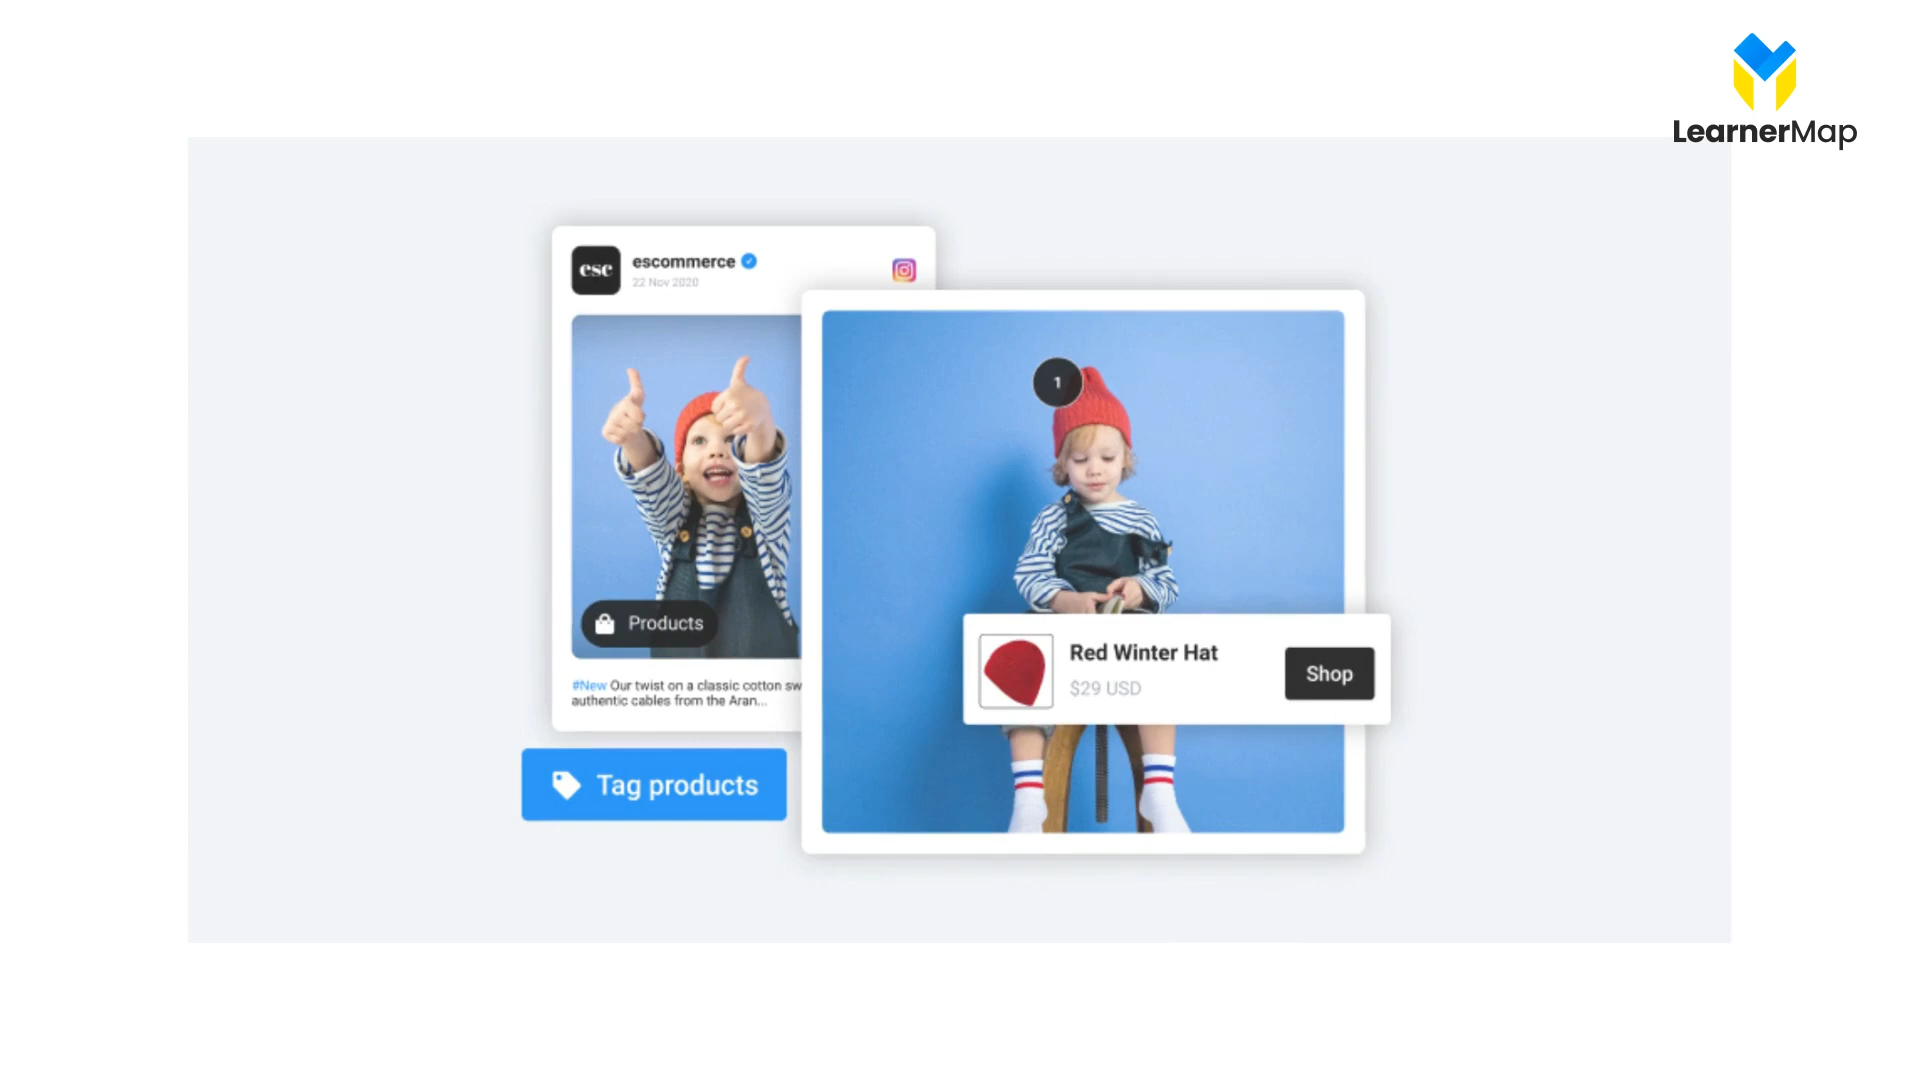 LearnerMap
esc
escommerce
22 Nov 2020
1
Products
#New Our twist on a classic cotton sw
authentic cables from the Aran...
Red Winter Hat
$29 USD
Shop
Tag products